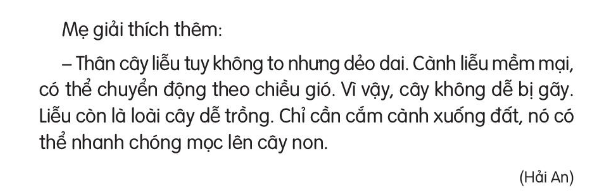 Mẹ giải thích thêm:
– Thân cây liễu tuy không to nhưng dẻo dai. Cành liễu mềm mại,
có thể chuyển động theo chiều gió. Vì vậy, cây không dễ bị gãy.
Liễu còn là loài cây dễ trồng. Chỉ cần cắm cành xuống đất, nó có
thể nhanh chóng mọc lên cây non.
(Hải An)